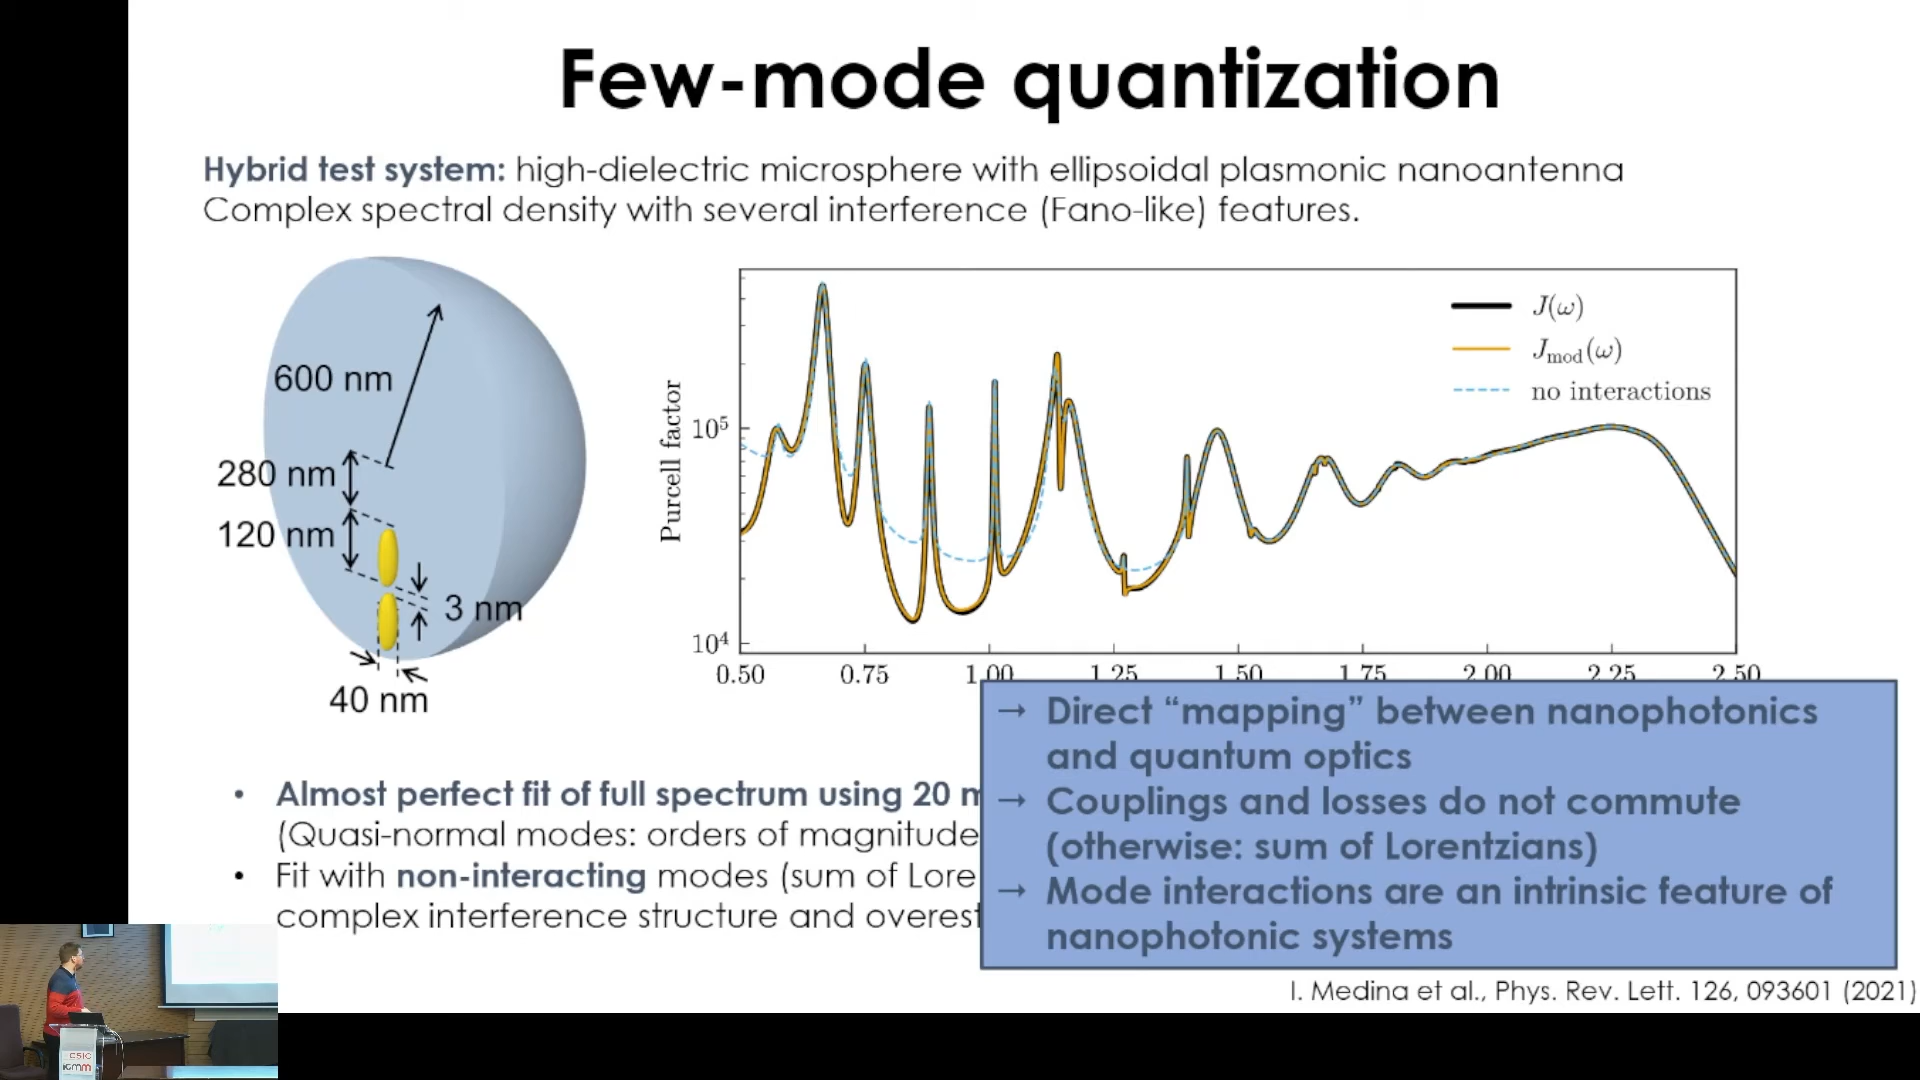 Few-mode quantization
Hybrid test system: high-dielectric microsphere with ellipsoidal plasmonic nanoantenna
Complex spectral density with several interference (Fano-like) features.
600 nm
280 nm
120 nm
3 nm
40 nm
Purcell factor
10⁵
10⁴
J(ω)
J_mod(ω)
no interactions
0.50 0.75 1.00 1.25 1.50 1.75 2.00 2.25 2.50
• Almost perfect fit of full spectrum using 20
(Quasi-normal modes: orders of magnitude
• Fit with non-interacting modes (sum of
complex interference structure and
→ Direct “mapping” between nanophotonics
and quantum optics
→ Couplings and losses do not commute
(otherwise: sum of Lorentzians)
→ Mode interactions are an intrinsic feature of
nanophotonic systems
I. Medina et al., Phys. Rev. Lett. 126, 093601 (2021)
CSIC
icmm